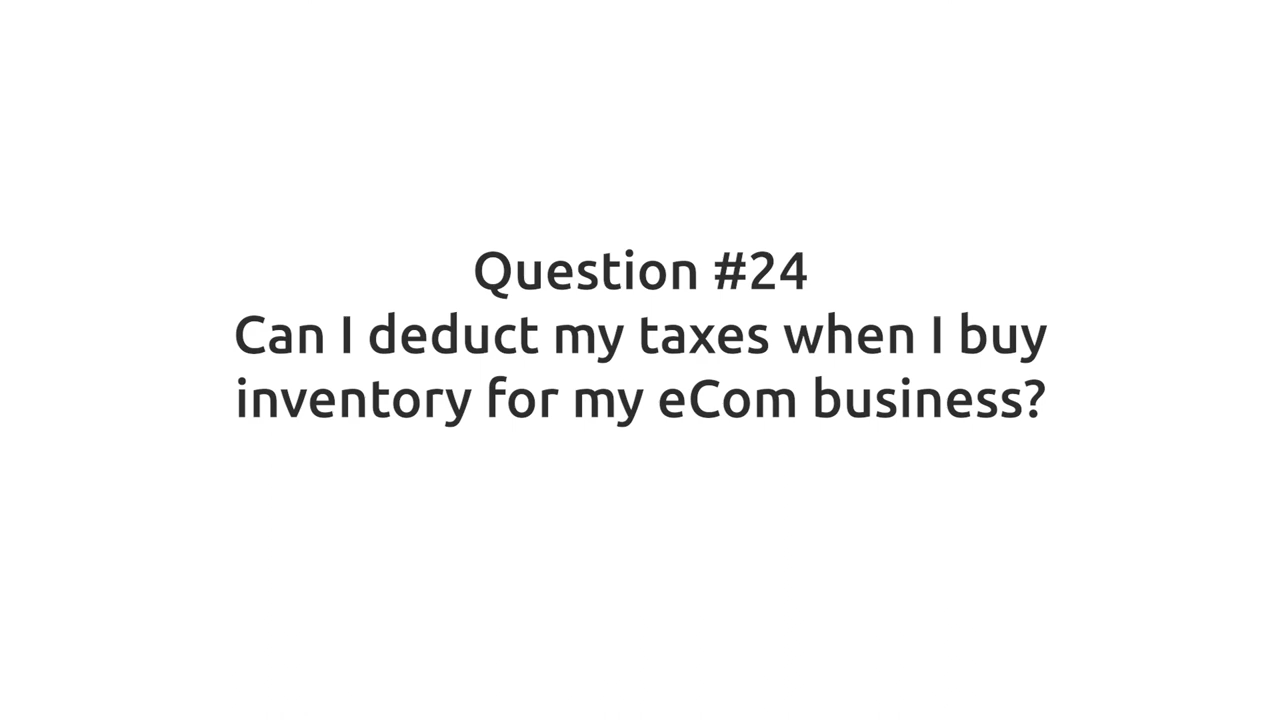 Question #24
Can I deduct my taxes when I buy
inventory for my eCom business?